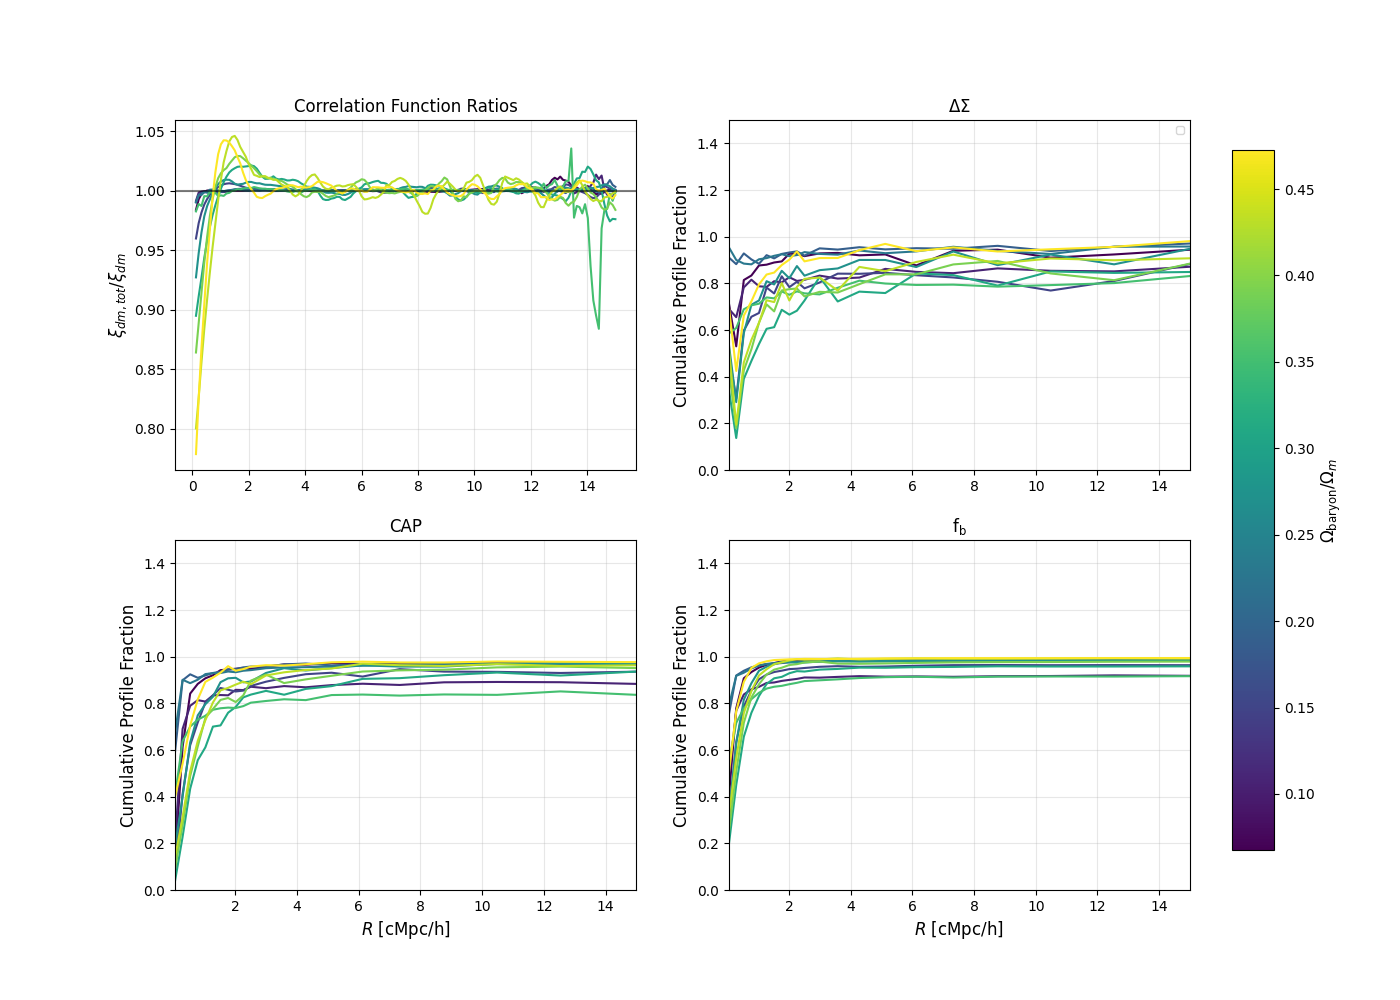 Correlation Function Ratios
ξdm,tot/ξdm
1.05
1.00
0.95
0.90
0.85
0.80
0 2 4 6 8 10 12 14
ΔΣ
Cumulative Profile Fraction
1.4
1.2
1.0
0.8
0.6
0.4
0.2
0.0
2 4 6 8 10 12 14
CAP
Cumulative Profile Fraction
1.4
1.2
1.0
0.8
0.6
0.4
0.2
0.0
2 4 6 8 10 12 14
R [cMpc/h]
fb
Cumulative Profile Fraction
1.4
1.2
1.0
0.8
0.6
0.4
0.2
0.0
2 4 6 8 10 12 14
R [cMpc/h]
0.45
0.40
0.35
0.30
0.25
0.20
0.15
0.10
Ωbaryon/Ωm